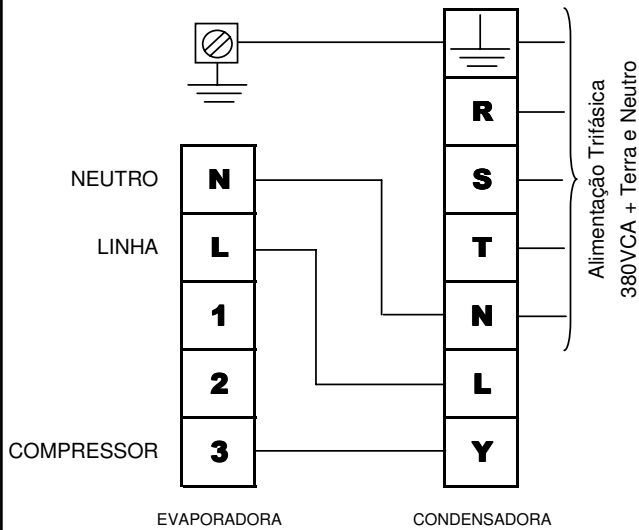 R
NEUTRO N S
LINHA L T
1 N
2 L
COMPRESSOR 3 Y
EVAPORADORA CONDENSADORA
Alimentação Trifásica
380VCA + Terra e Neutro